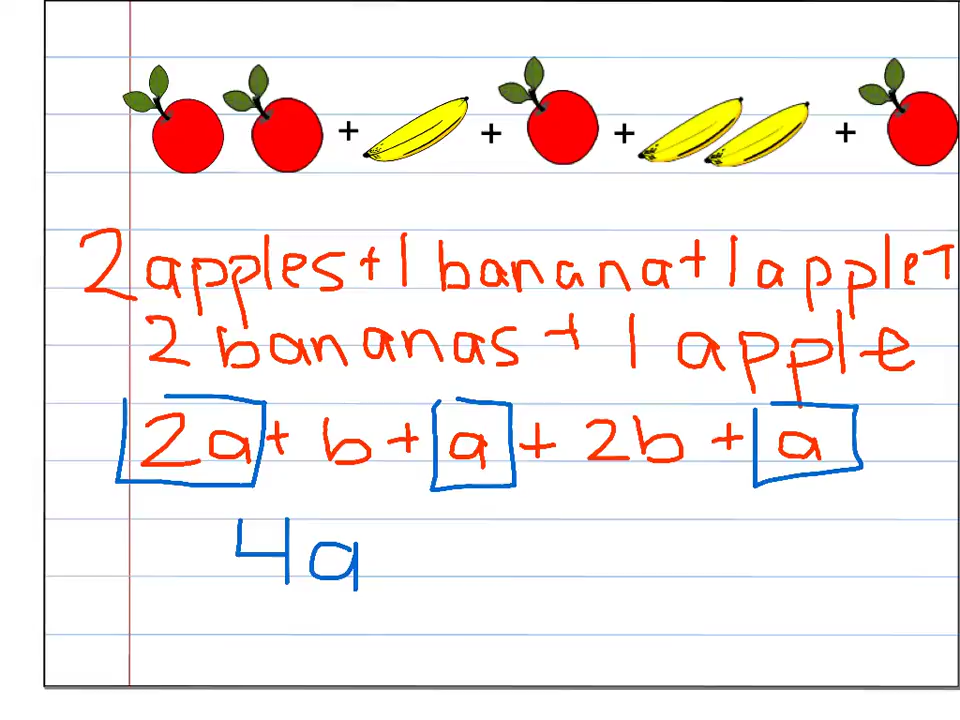 + + + +
2 apples + 1 banana + 1 apple +
2 bananas + 1 apple
2a + b + a + 2b + a
4a